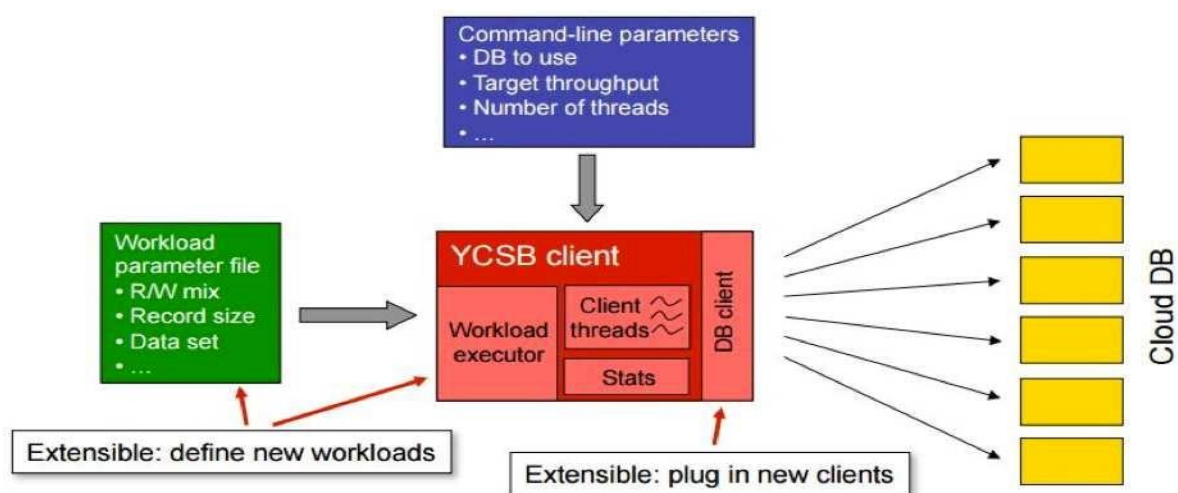 Command-line parameters
• DB to use
• Target throughput
• Number of threads
• ...
Workload
parameter file
• R/W mix
• Record size
• Data set
• ...
YCSB client
Workload
executor
Client
threads
Stats
DB client
Cloud DB
Extensible: define new workloads
Extensible: plug in new clients